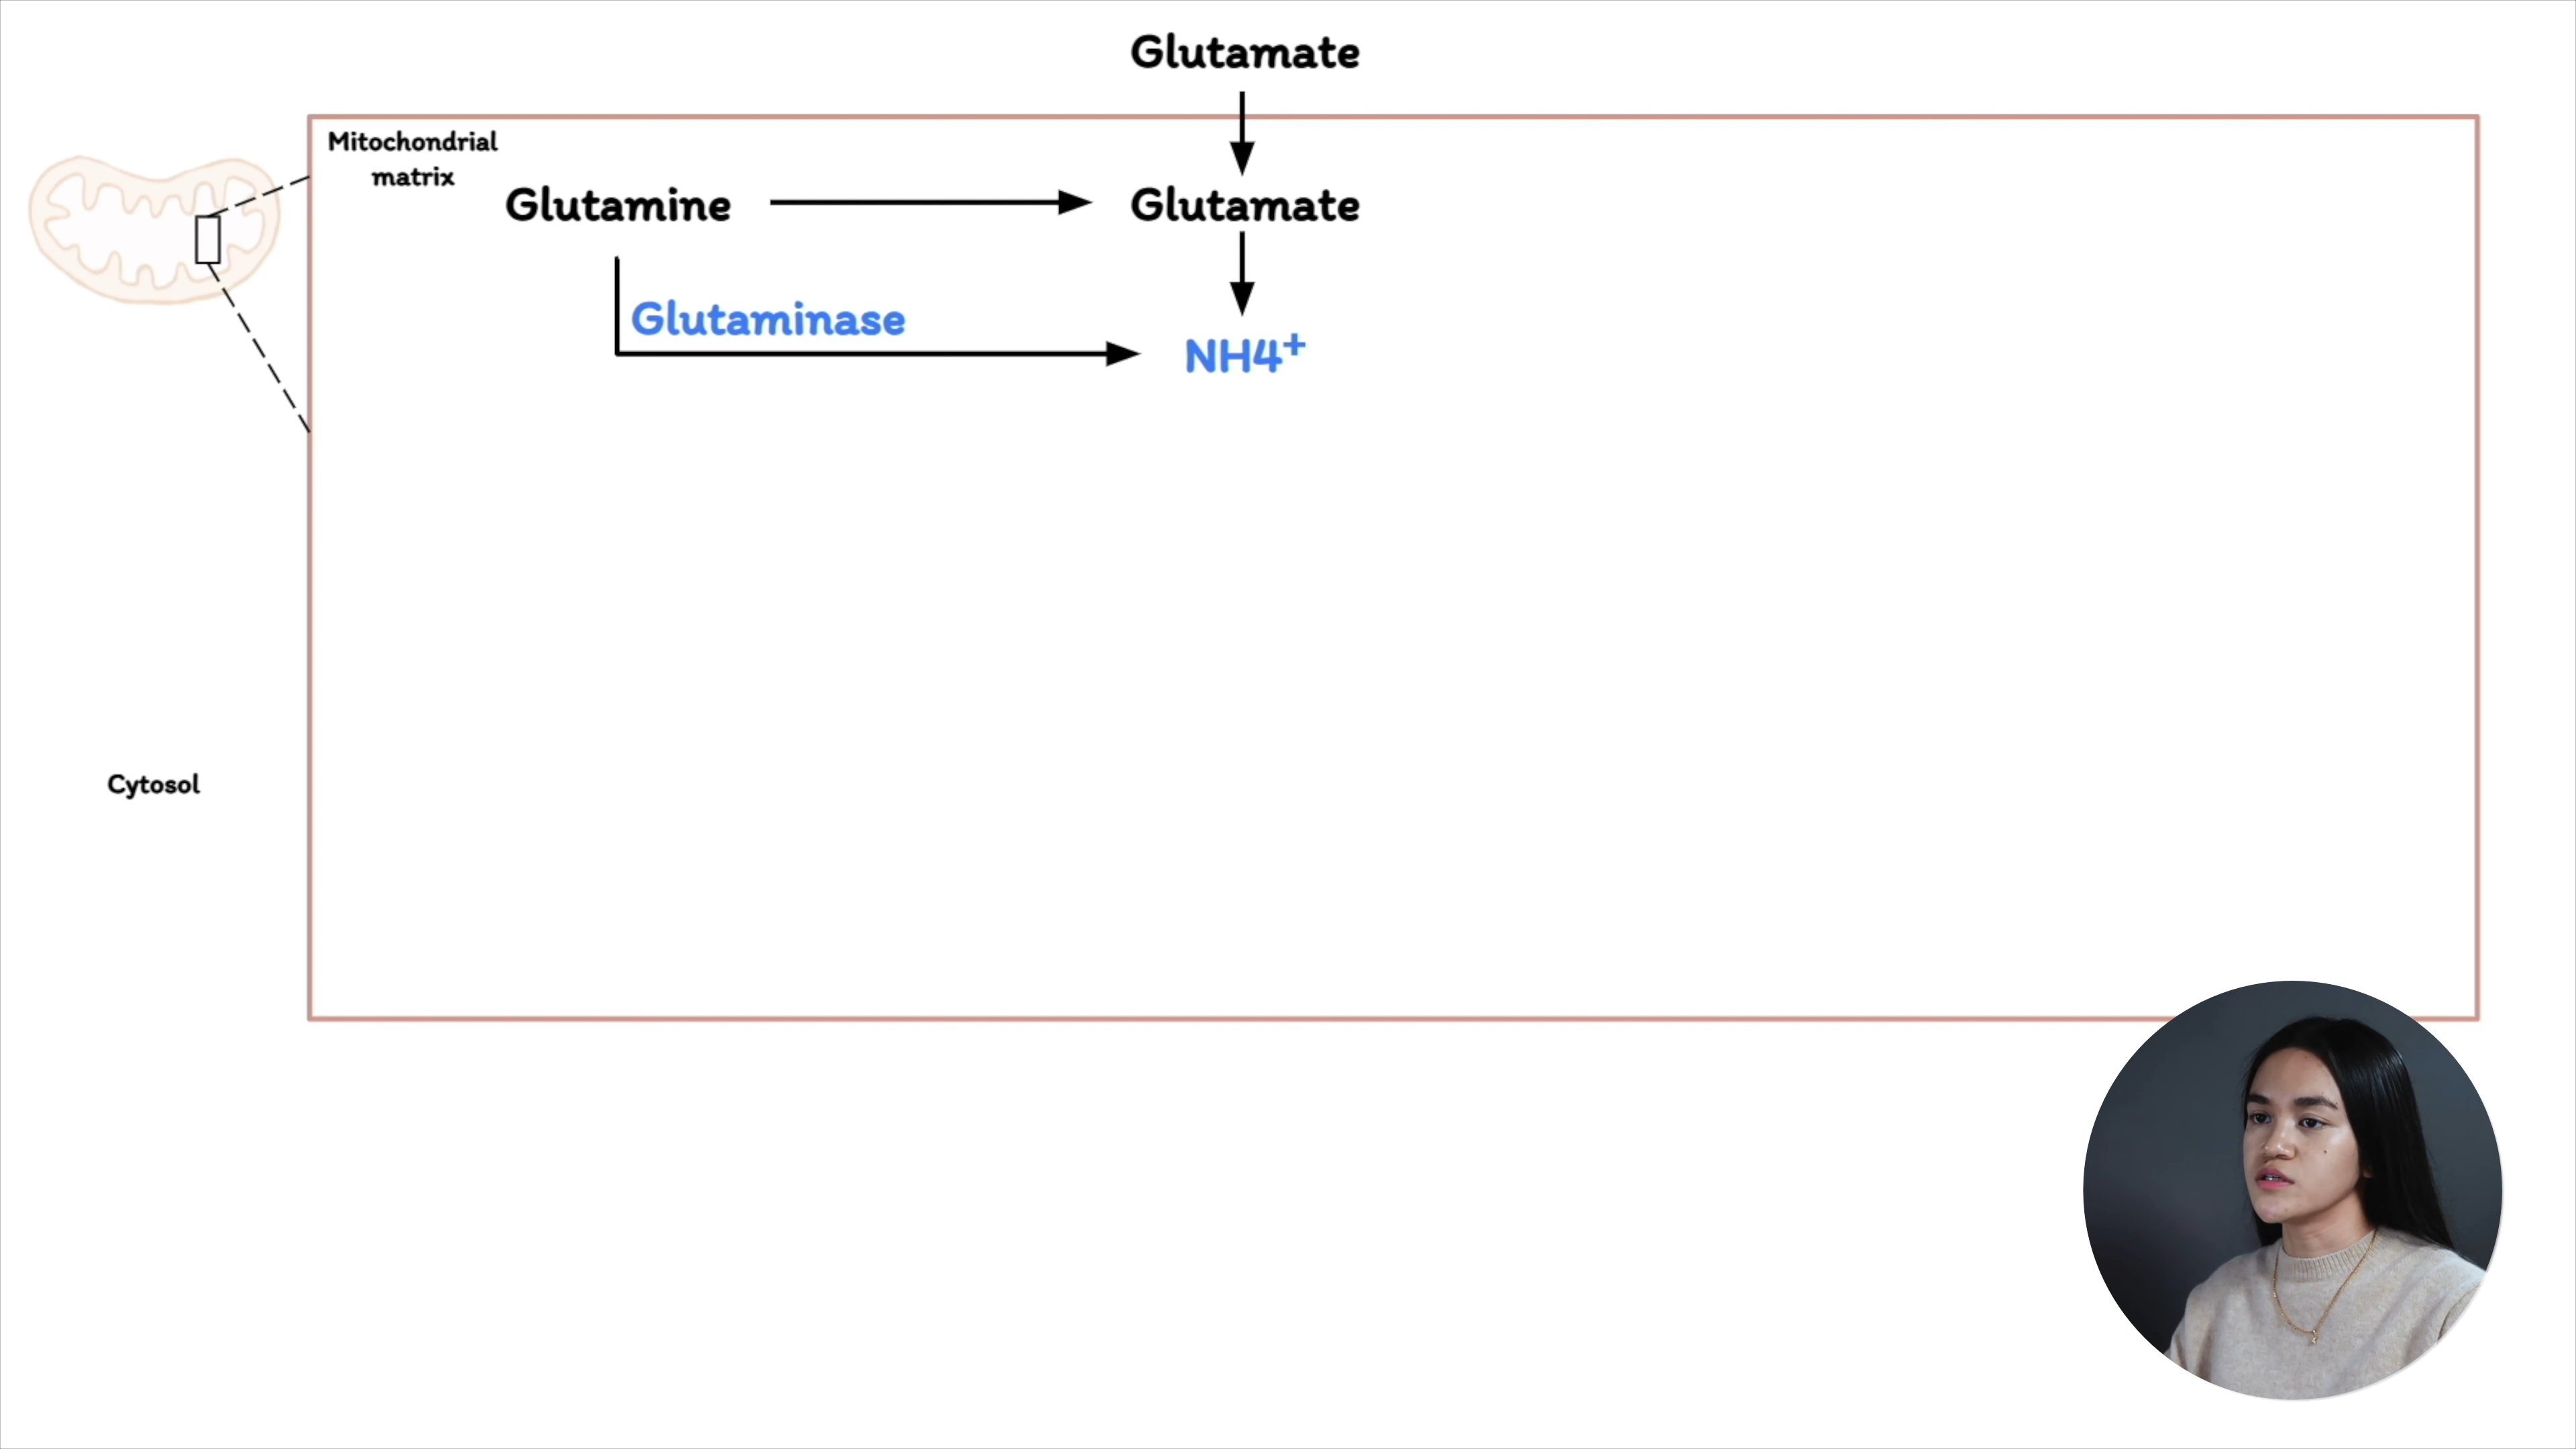 Glutamate
Mitochondrial
matrix
Glutamine
Glutamate
Glutaminase
NH4⁺
Cytosol